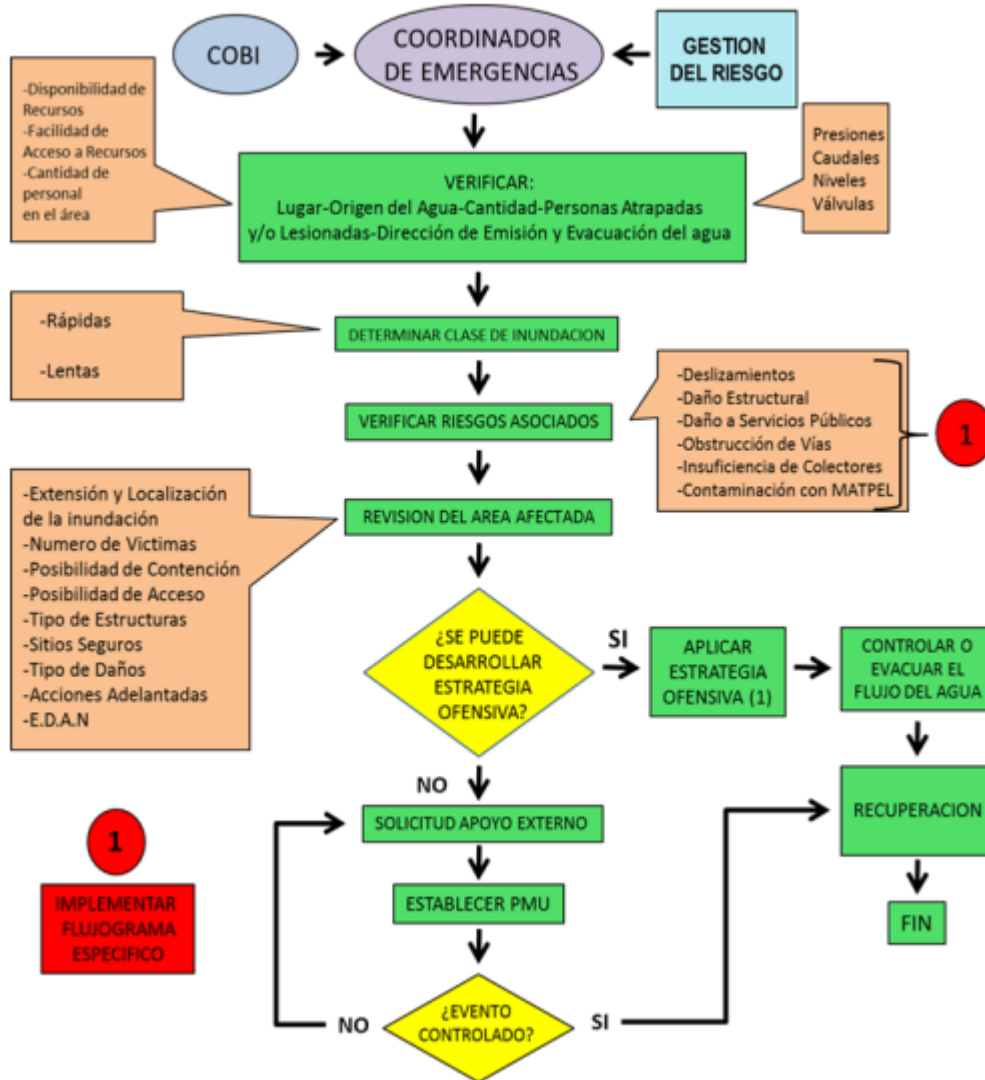 COBI
COORDINADOR
DE EMERGENCIAS
GESTION
DEL RIESGO
-Disponibilidad de
Recursos
-Facilidad de
Acceso a Recursos
-Cantidad de
personal
en el área
VERIFICAR:
Lugar-Origen del Agua-Cantidad-Personas Atrapadas
y/o Lesionadas-Dirección de Emisión y Evacuación del agua
Presiones
Caudales
Niveles
Válvulas
-Rápidas
-Lentas
DETERMINAR CLASE DE INUNDACION
VERIFICAR RIESGOS ASOCIADOS
-Deslizamientos
-Daño Estructural
-Daño a Servicios Públicos
-Obstrucción de Vías
-Insuficiencia de Colectores
-Contaminación con MATPEL
1
-Extensión y Localización
de la inundación
-Numero de Victimas
-Posibilidad de Contención
-Posibilidad de Acceso
-Tipo de Estructuras
-Sitios Seguros
-Tipo de Daños
-Acciones Adelantadas
-E.D.A.N
REVISION DEL AREA AFECTADA
¿SE PUEDE
DESARROLLAR
ESTRATEGIA
OFENSIVA?
SI
APLICAR
ESTRATEGIA
OFENSIVA (1)
CONTROLAR O
EVACUAR EL
FLUJO DEL AGUA
NO
SOLICITUD APOYO EXTERNO
RECUPERACION
1
IMPLEMENTAR
FLUJOGRAMA
ESPECIFICO
ESTABLECER PMU
FIN
NO
¿EVENTO
CONTROLADO?
SI